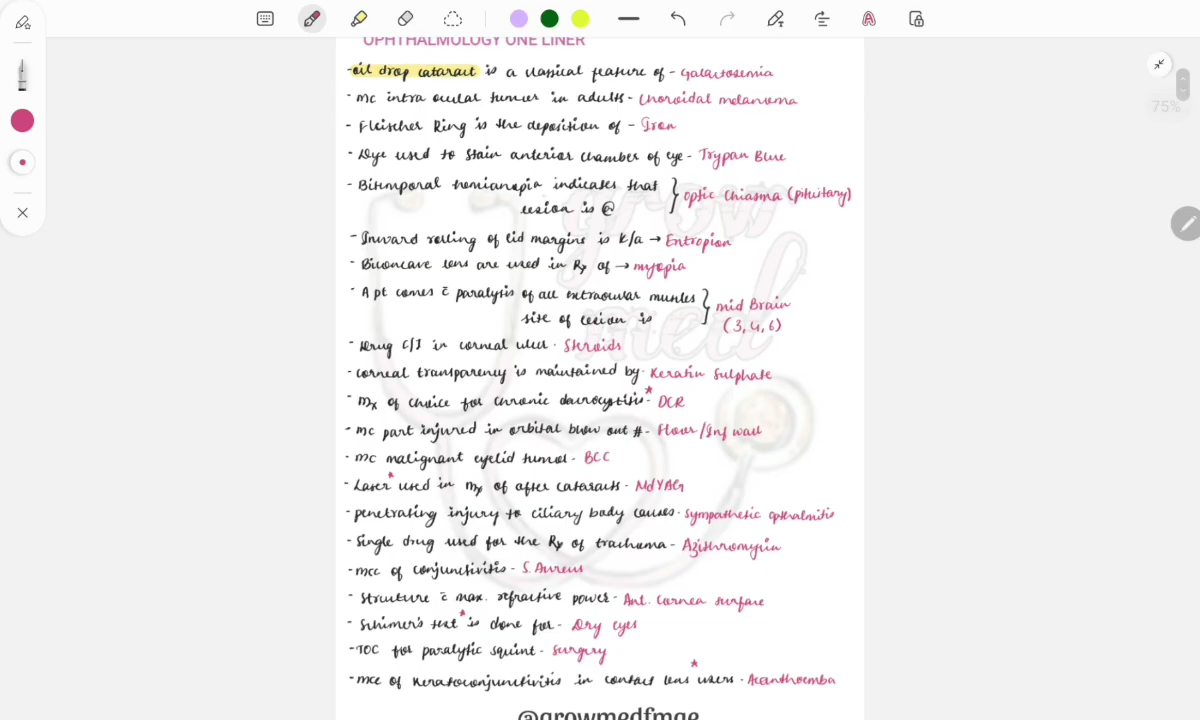 OPHTHALMOLOGY ONE LINER
75%
- oil drop cataract is a classical feature of - Galactosemia
- mc intra ocular tumor in adults - Choroidal melanoma
- Fleischer Ring is the deposition of - Iron
- Dye used to stain anterior chamber of eye - Trypan Blue
- Bitemporal hemianopia indicates that } optic Chiasma (pituitary)
lesion is @
- Inward rolling of lid margins is k/a → Entropion
- Biconcave lens are used in Rx of → myopia
- A pt comes c̄ paralysis of all extraocular muscles } mid Brain
site of lesion is (3,4,6)
- Drug C/I in corneal ulcer - Steroids
- corneal transparency is maintained by - Keratin Sulphate
- Mx of choice for chronic dacrocystitis* - DCR
- mc part injured in orbital blow out # - Floor/Inf wall
- mc malignant eyelid tumor - BCC
- Laser* used in mx of after cataracts - NdYAG
- penetrating injury to ciliary body causes - sympathetic opthalmitis
- Single drug used for the Rx of trachoma - Azithromycin
- mcc of conjunctivitis - S. Aureus
- Structure c̄ max. refractive power - Ant. Cornea surface
- Schimer's test* is done for - Dry eyes
- TOC for paralytic squint - surgery
- mcc of Keratoconjunctivitis in contact lens* users - Acanthoemba
grow
med
@growmedfmge